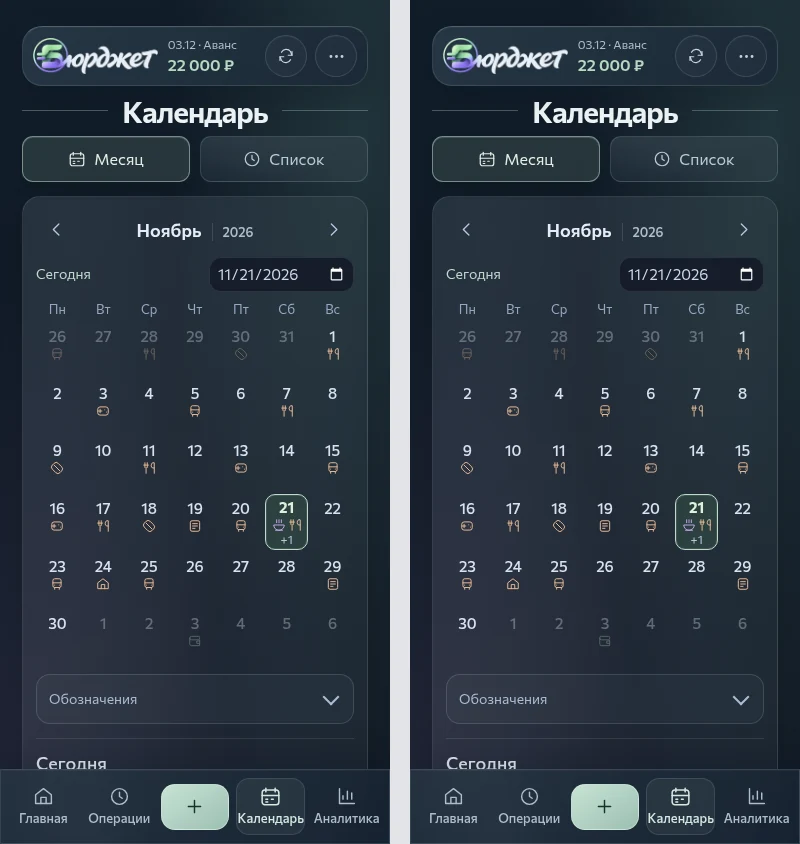 Бюрджет
03.12 · Аванс
22 000 ₽
Календарь
Месяц Список
Ноябрь 2026
Сегодня 11/21/2026
Пн Вт Ср Чт Пт Сб Вс
26 27 28 29 30 31 1
2 3 4 5 6 7 8
9 10 11 12 13 14 15
16 17 18 19 20 21 22
+1
23 24 25 26 27 28 29
30 1 2 3 4 5 6
Обозначения
Сегодня
Главная Операции + Календарь Аналитика
Бюрджет
03.12 · Аванс
22 000 ₽
Календарь
Месяц Список
Ноябрь 2026
Сегодня 11/21/2026
Пн Вт Ср Чт Пт Сб Вс
26 27 28 29 30 31 1
2 3 4 5 6 7 8
9 10 11 12 13 14 15
16 17 18 19 20 21 22
+1
23 24 25 26 27 28 29
30 1 2 3 4 5 6
Обозначения
Сегодня
Главная Операции + Календарь Аналитика